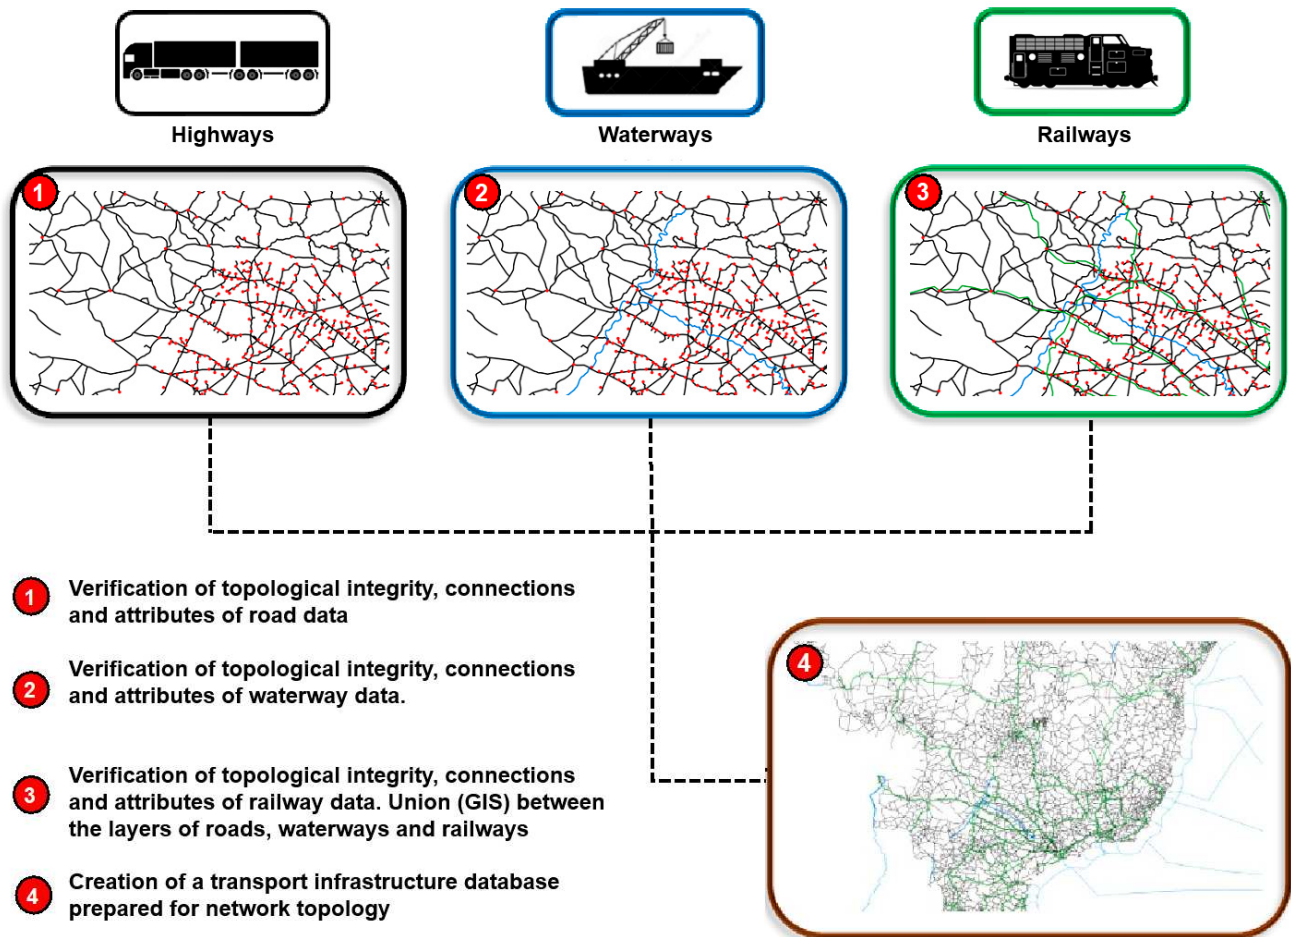 Highways
Waterways
Railways
1
2
3
1
Verification of topological integrity, connections
and attributes of road data
2
Verification of topological integrity, connections
and attributes of waterway data.
3
Verification of topological integrity, connections
and attributes of railway data. Union (GIS) between
the layers of roads, waterways and railways
4
Creation of a transport infrastructure database
prepared for network topology
4